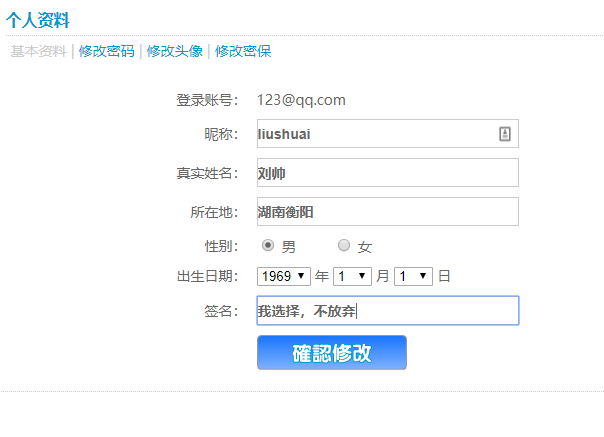 个人资料
基本资料 | 修改密码 | 修改头像 | 修改密保
登录账号: 123@qq.com
昵称: liushuai
真实姓名: 刘帅
所在地: 湖南衡阳
性别: 男 女
出生日期: 1969 年 1 月 1 日
签名: 我选择，不放弃
確認修改